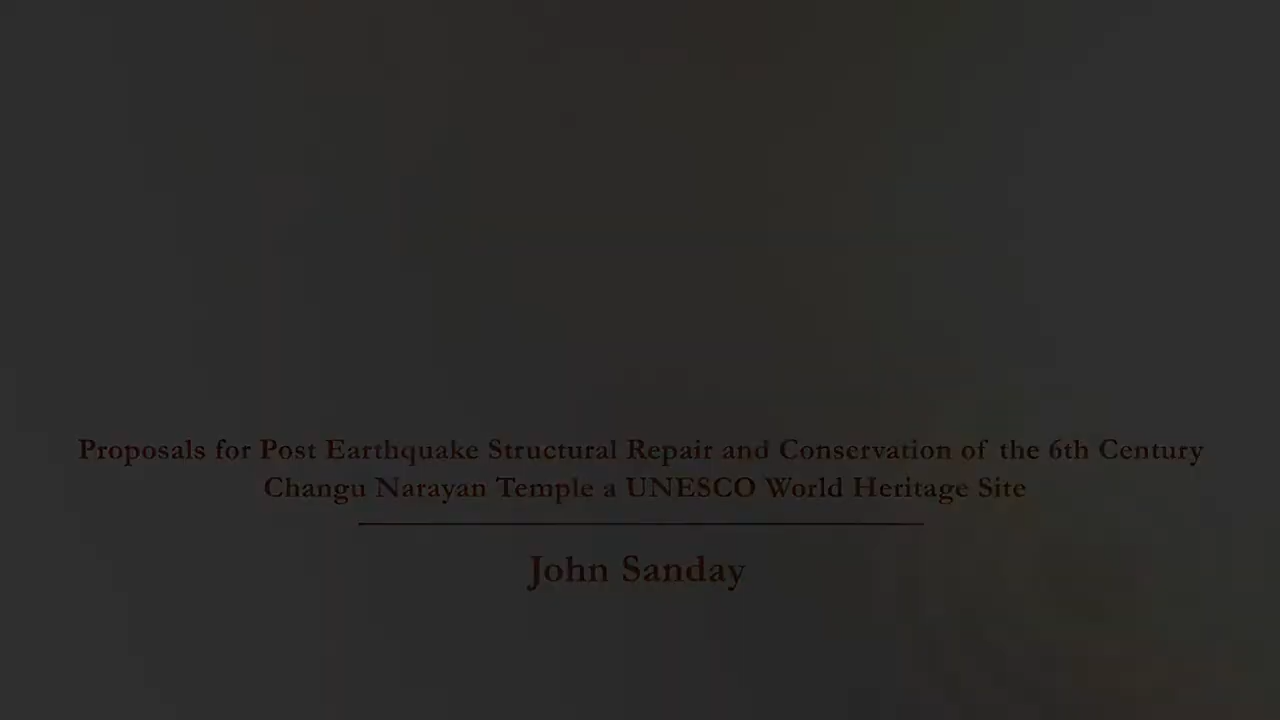 Proposals for Post Earthquake Structural Repair and Conservation of the 6th Century
Changu Narayan Temple a UNESCO World Heritage Site
John Sanday